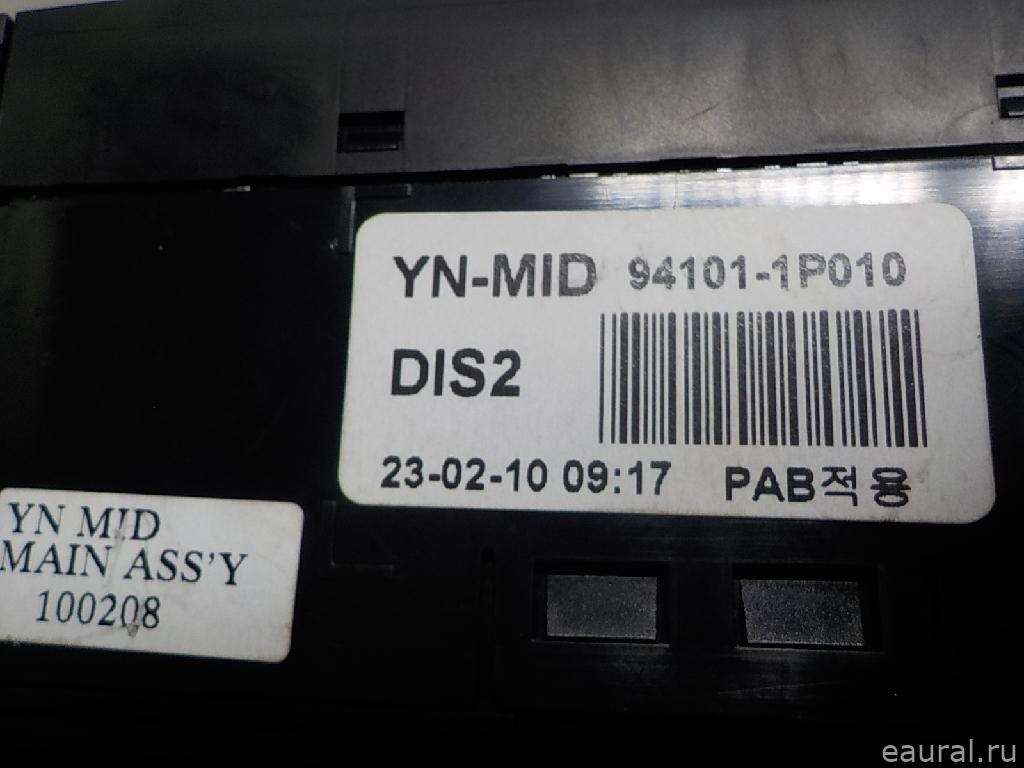 YN-MID 94101-1P010
DIS2
23-02-10 09:17 PAB적용
YN MID
MAIN ASS'Y
100208
eaural.ru